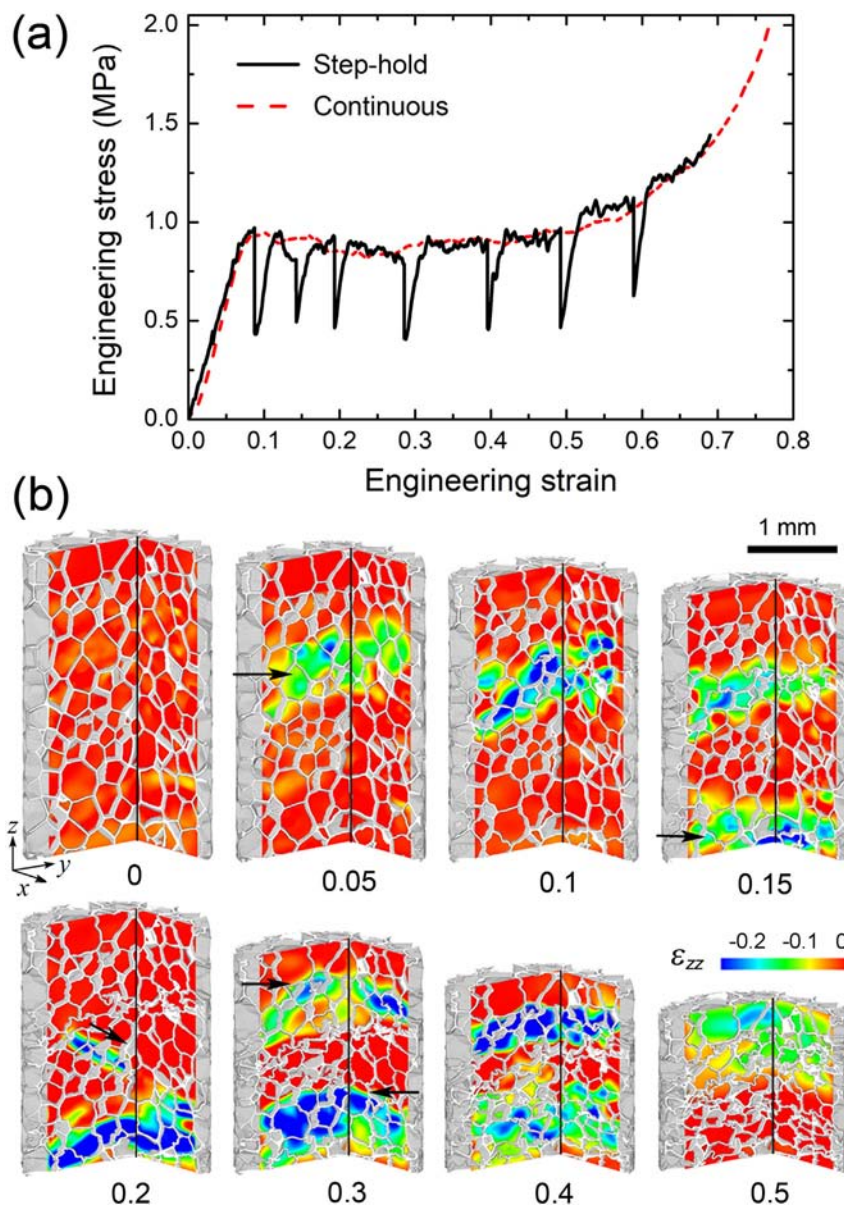 (a)
Engineering stress (MPa)
2.0
1.5
1.0
0.5
0.0
Step-hold
Continuous
0.0 0.1 0.2 0.3 0.4 0.5 0.6 0.7 0.8
Engineering strain
(b)
1 mm
z
y
x
0 0.05 0.1 0.15
εzz
-0.2 -0.1 0
0.2 0.3 0.4 0.5